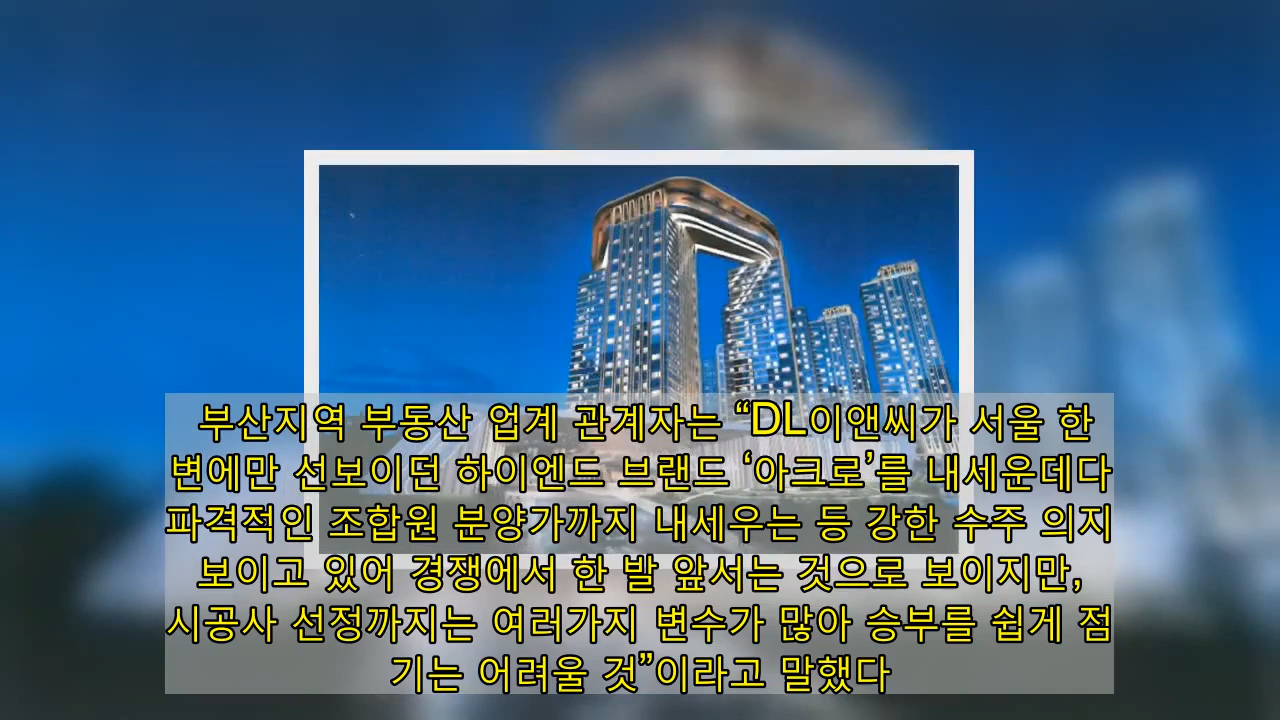 부산지역 부동산 업계 관계자는 “DL이앤씨가 서울 한
변에만 선보이던 하이엔드 브랜드 ‘아크로’를 내세운데다
파격적인 조합원 분양가까지 내세우는 등 강한 수주 의지
보이고 있어 경쟁에서 한 발 앞서는 것으로 보이지만,
시공사 선정까지는 여러가지 변수가 많아 승부를 쉽게 점
기는 어려울 것”이라고 말했다